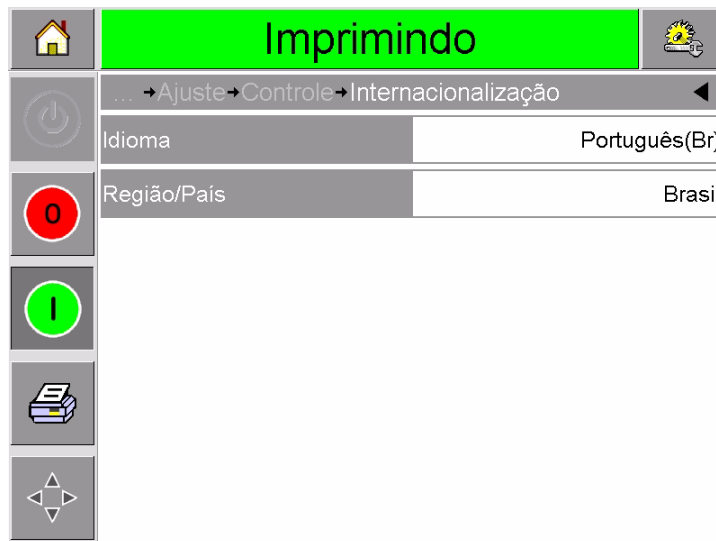 Imprimindo
... →Ajuste→Controle→Internacionalização
Idioma Português(Br)
Região/País Brasi
0
I